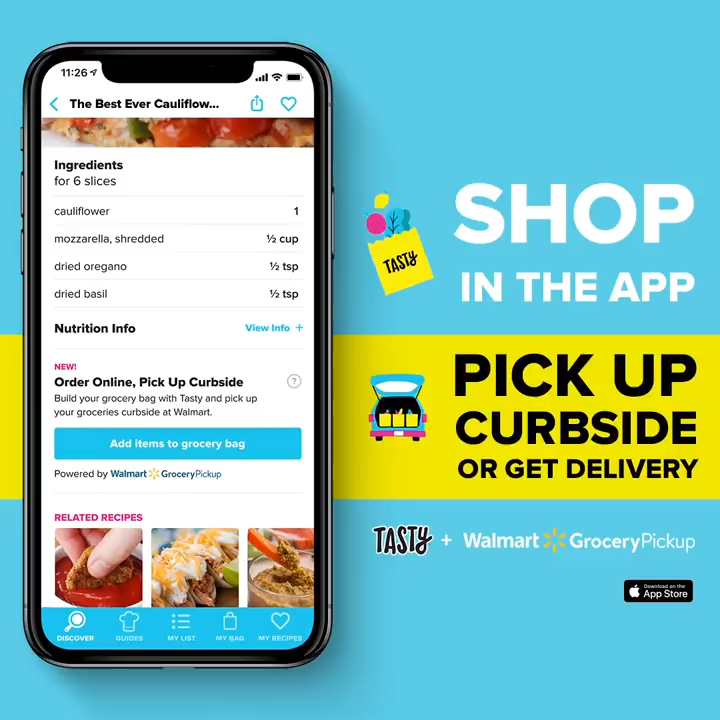 11:26
The Best Ever Cauliflow...
Ingredients
for 6 slices
cauliflower 1
mozzarella, shredded ½ cup
dried oregano ½ tsp
dried basil ½ tsp
Nutrition Info View Info +
NEW!
Order Online, Pick Up Curbside ?
Build your grocery bag with Tasty and pick up
your groceries curbside at Walmart.
Add items to grocery bag
Powered by Walmart GroceryPickup
RELATED RECIPES
DISCOVER GUIDES MY LIST MY BAG MY RECIPES
TASTY
SHOP
IN THE APP
PICK UP
CURBSIDE
OR GET DELIVERY
TASTY + Walmart GroceryPickup
Download on the
App Store